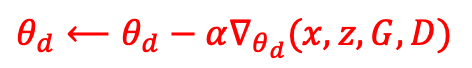 θ_d ← θ_d − α∇_{θ_d}(x, z, G, D)